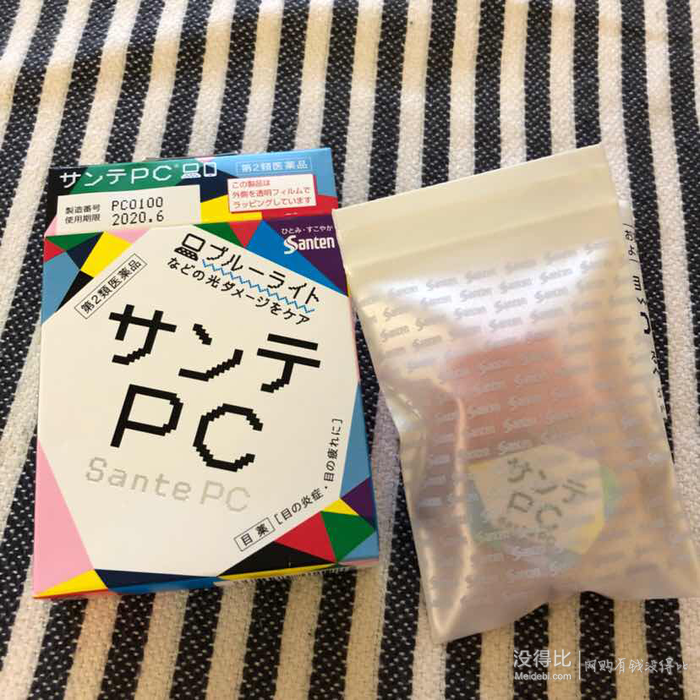 サンテPC®
第2類医薬品
製造番号 PC0100
使用期限 2020.6
この製品は
外側を透明フィルムで
ラッピングしています
ひとみ・すこやか
Santen
ブルーライト
などの光ダメージをケア
第2類医薬品
サンテ
PC
Sante PC
目薬 [目の炎症・目の疲れに]
Santen
サンテ
PC
没得比
Meidebi.com
网购有钱没得比